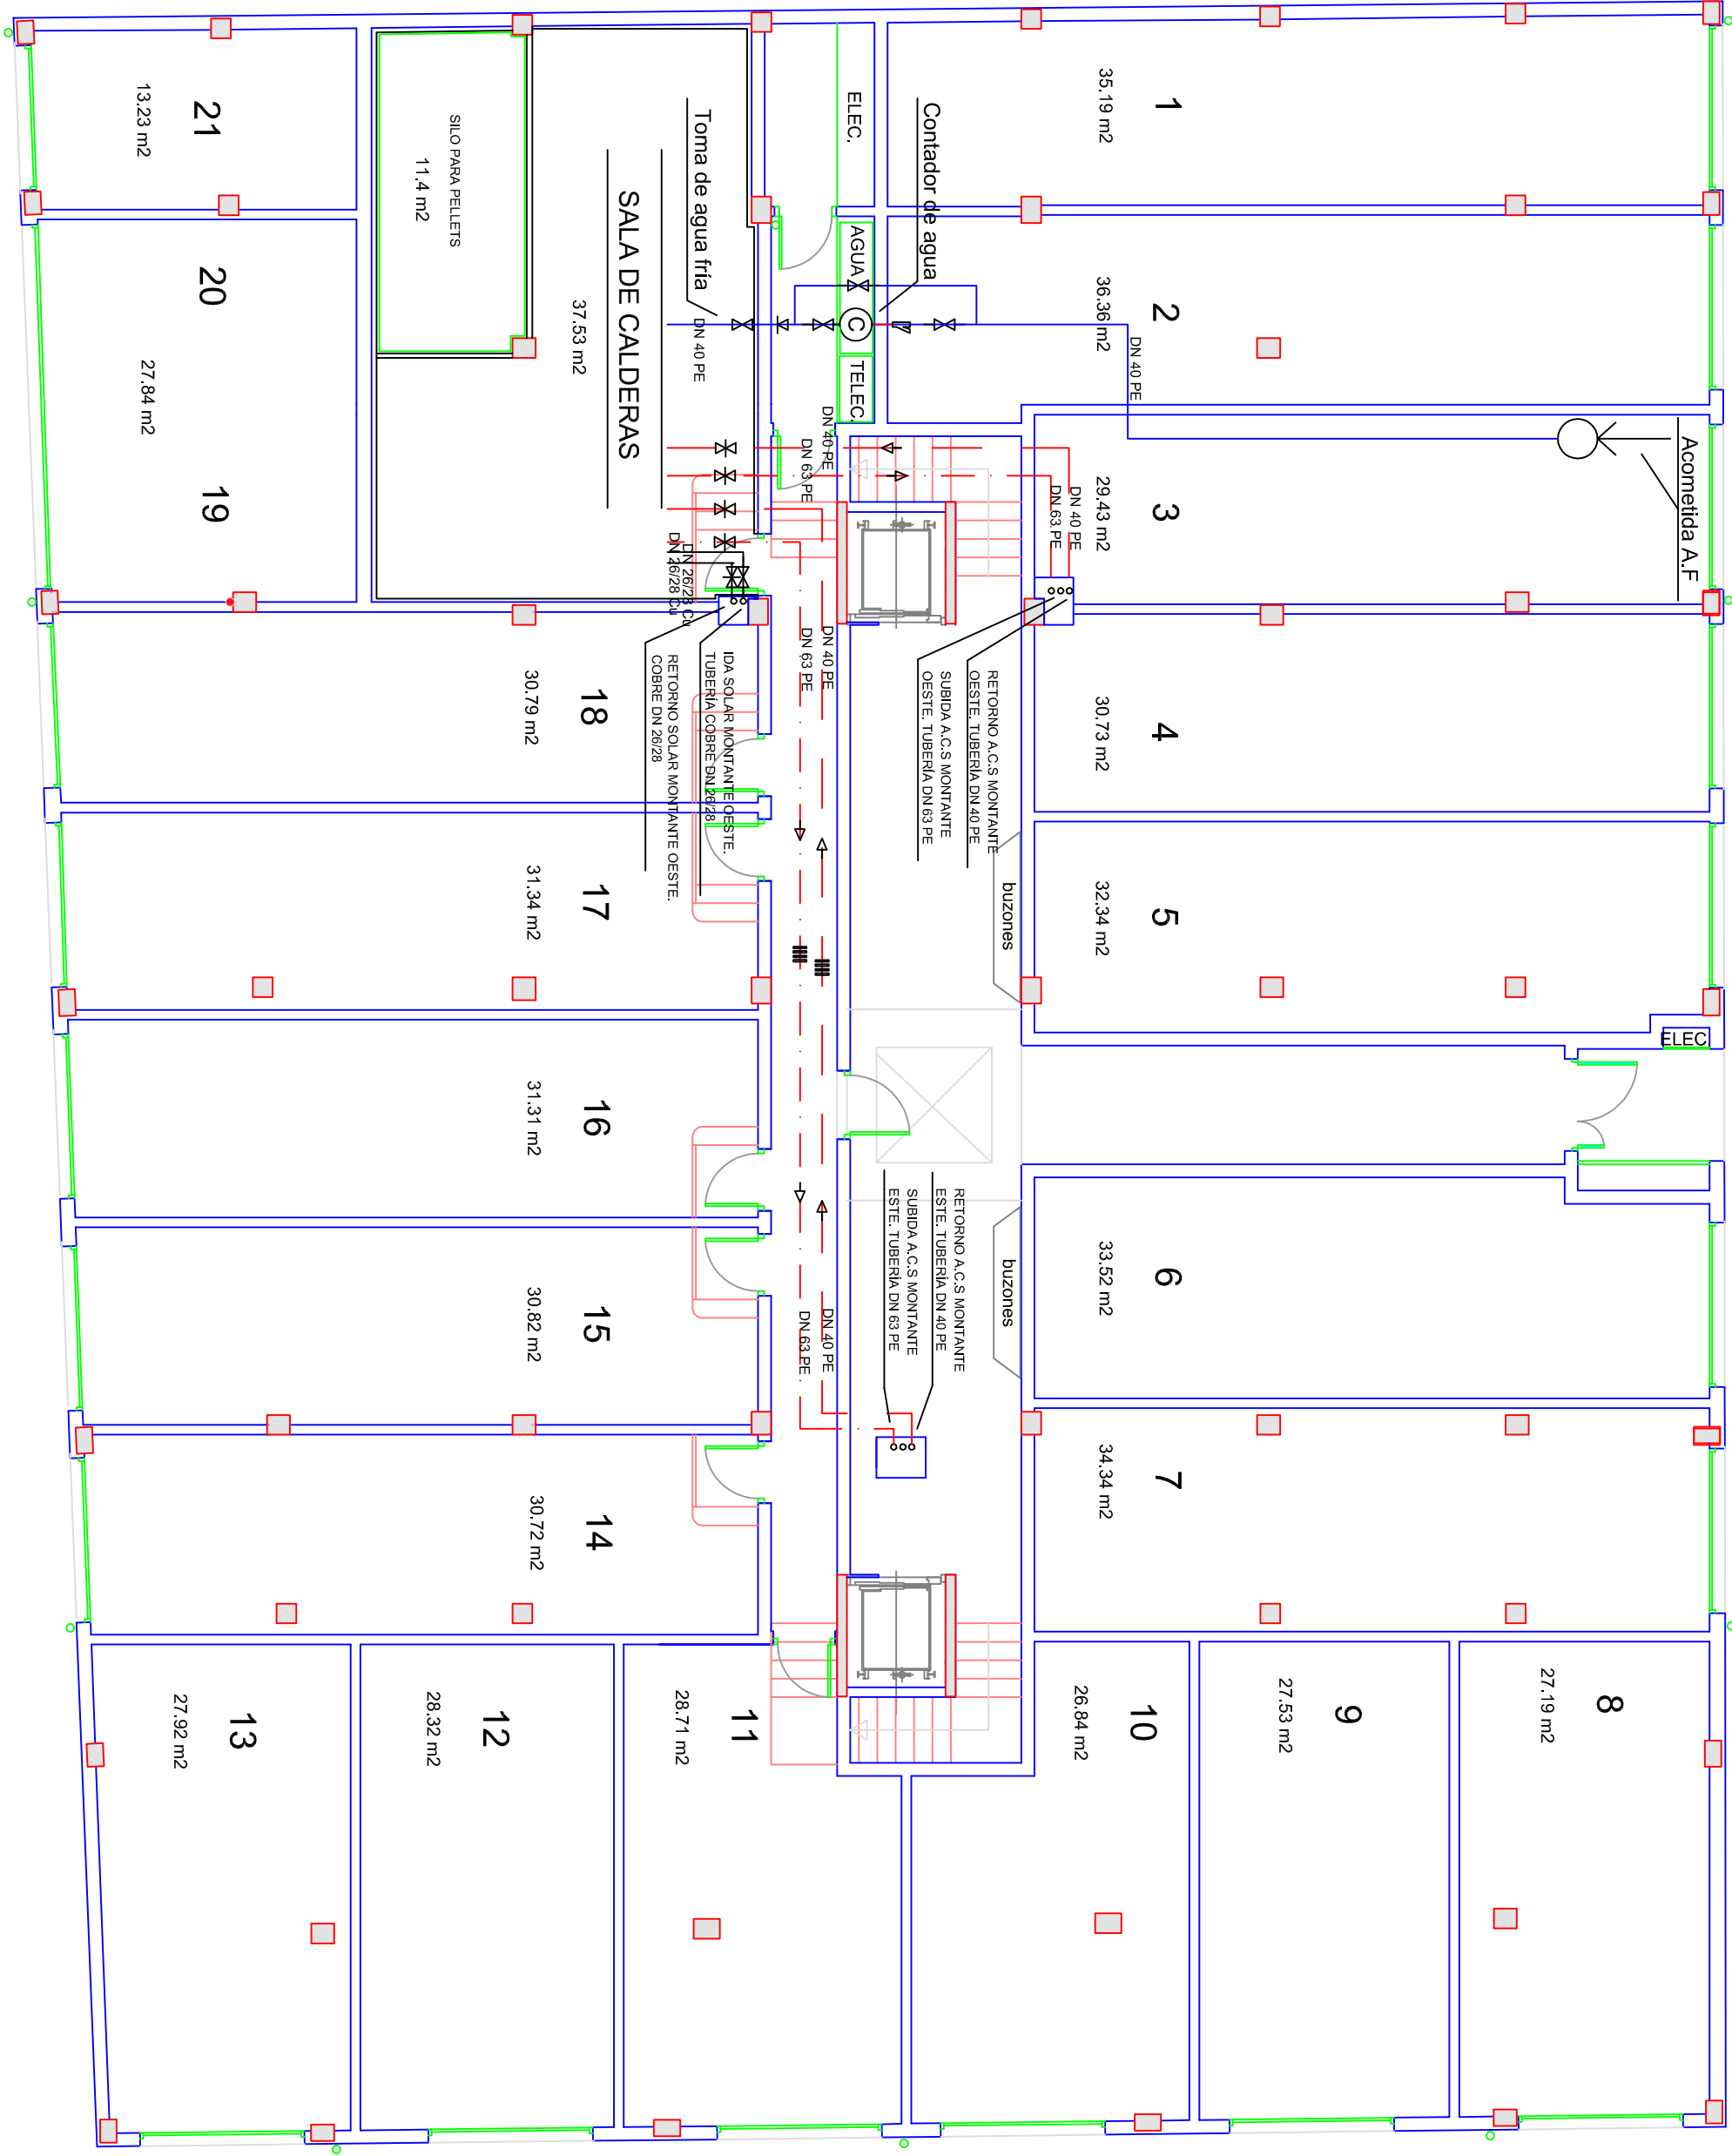 1
35.19 m2
2
36.36 m2
3
29.43 m2
4
30.73 m2
5
32.34 m2
6
33.52 m2
7
34.34 m2
8
27.19 m2
9
27.53 m2
10
26.84 m2
11
28.71 m2
12
28.32 m2
13
27.92 m2
14
30.72 m2
15
30.82 m2
16
31.31 m2
17
31.34 m2
18
30.79 m2
19
20
27.84 m2
21
13.23 m2
SILO PARA PELLETS
11.4 m2
SALA DE CALDERAS
37.53 m2
Toma de agua fría
DN 40 PE
ELEC.
Contador de agua
AGUA
C
TELEC.
DN 40 PE
Acometida A.F
ELEC.
DN 40 PE
DN 63 PE
DN 40 PE
DN 63 PE
DN 26/28 Cu
DN 26/28 Cu
DN 40 PE
DN 63 PE
RETORNO A.C.S MONTANTE
OESTE. TUBERÍA DN 40 PE
SUBIDA A.C.S MONTANTE
OESTE. TUBERÍA DN 63 PE
IDA SOLAR MONTANTE OESTE.
TUBERÍA COBRE DN 26/28
RETORNO SOLAR MONTANTE OESTE.
COBRE DN 26/28
buzones
buzones
RETORNO A.C.S MONTANTE
ESTE. TUBERÍA DN 40 PE
SUBIDA A.C.S MONTANTE
ESTE. TUBERÍA DN 63 PE
DN 40 PE
DN 63 PE